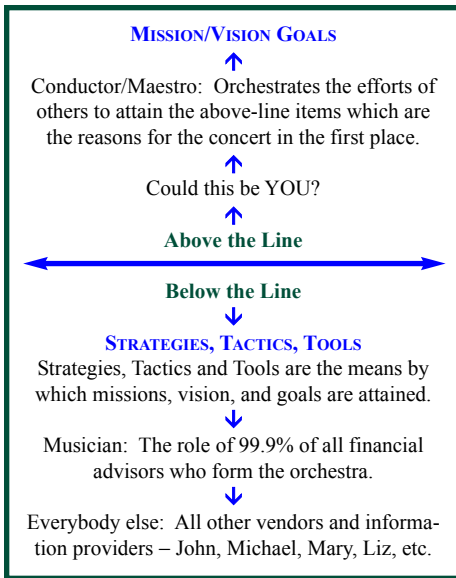 Mission/Vision Goals
Conductor/Maestro: Orchestrates the efforts of
others to attain the above-line items which are
the reasons for the concert in the first place.
Could this be YOU?
Above the Line
Below the Line
Strategies, Tactics, Tools
Strategies, Tactics and Tools are the means by
which missions, vision, and goals are attained.
Musician: The role of 99.9% of all financial
advisors who form the orchestra.
Everybody else: All other vendors and informa-
tion providers – John, Michael, Mary, Liz, etc.